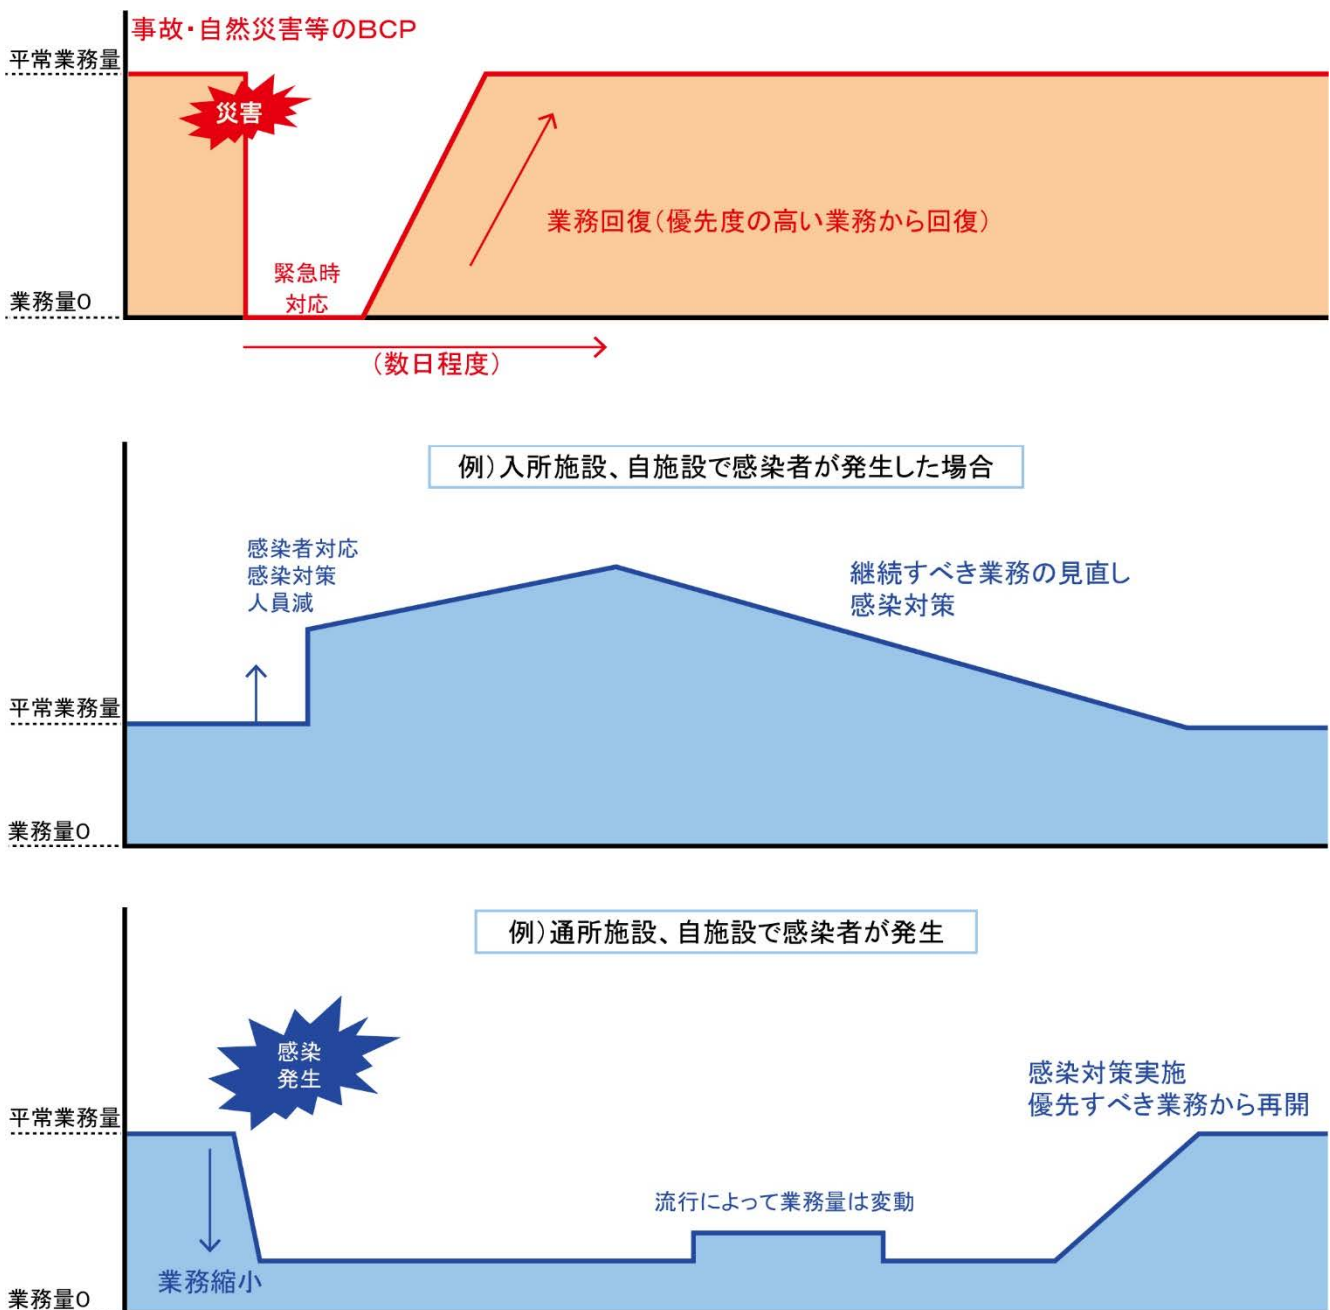 事故・自然災害等のBCP
平常業務量
災害
業務回復(優先度の高い業務から回復)
緊急時
対応
業務量0
(数日程度)
例)入所施設、自施設で感染者が発生した場合
感染者対応
感染対策
人員減
継続すべき業務の見直し
感染対策
平常業務量
業務量0
例)通所施設、自施設で感染者が発生
感染
発生
感染対策実施
優先すべき業務から再開
平常業務量
流行によって業務量は変動
業務縮小
業務量0